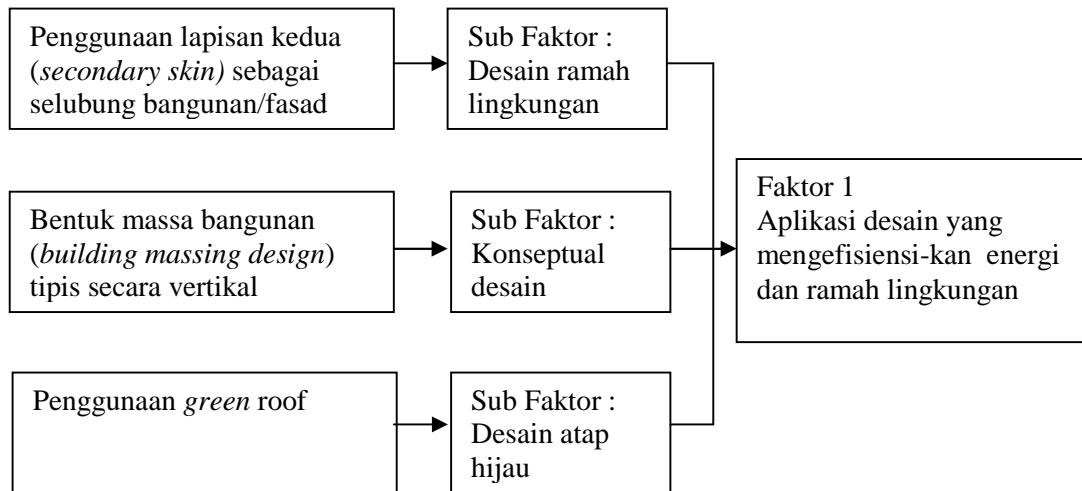 Penggunaan lapisan kedua
(secondary skin) sebagai
selubung bangunan/fasad
Sub Faktor :
Desain ramah
lingkungan
Bentuk massa bangunan
(building massing design)
tipis secara vertikal
Sub Faktor :
Konseptual
desain
Penggunaan green roof
Sub Faktor :
Desain atap
hijau
Faktor 1
Aplikasi desain yang
mengefisiensi-kan energi
dan ramah lingkungan